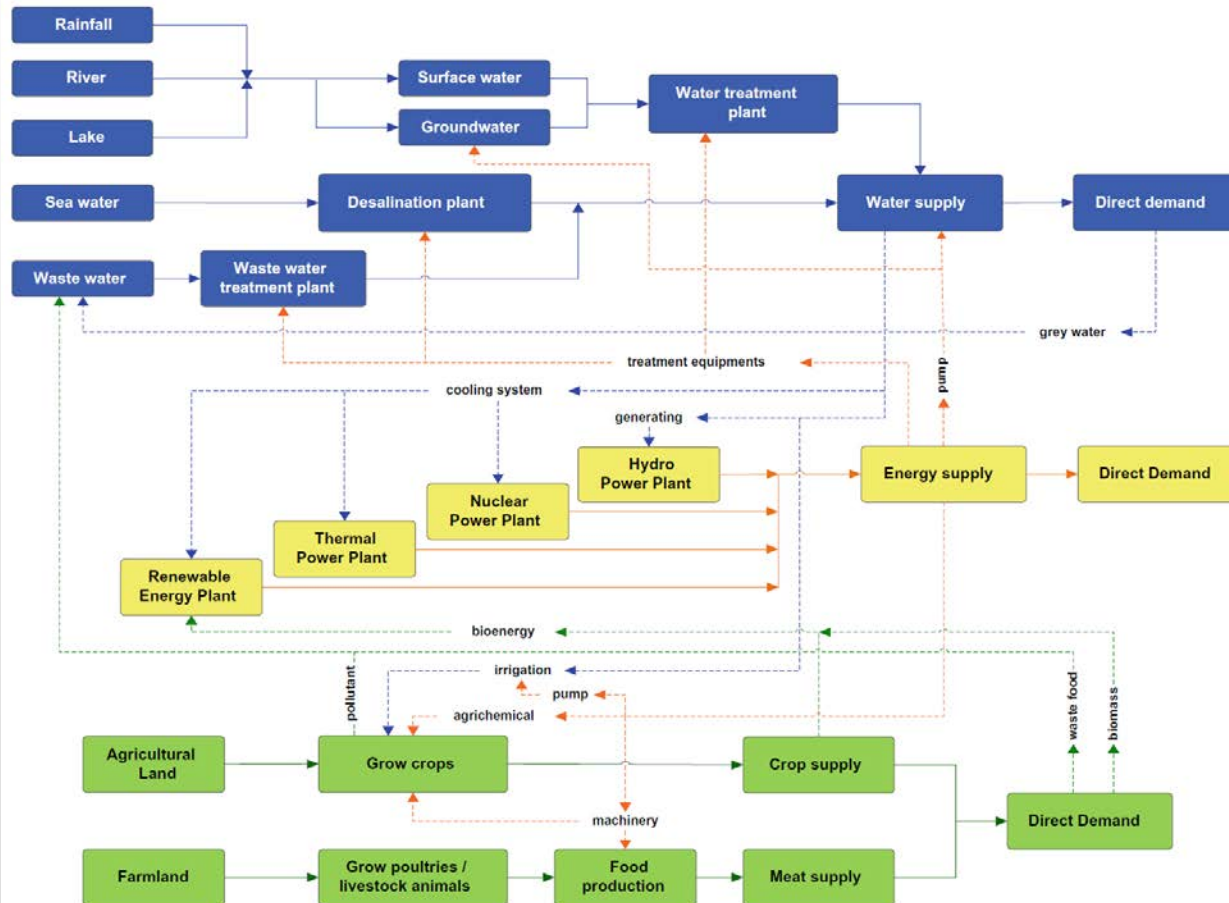 Rainfall
River
Lake
Surface water
Groundwater
Water treatment
plant
Sea water
Desalination plant
Water supply
Direct demand
Waste water
Waste water
treatment plant
grey water
treatment equipments
pump
cooling system
generating
Hydro
Power Plant
Energy supply
Direct Demand
Nuclear
Power Plant
Thermal
Power Plant
Renewable
Energy Plant
bioenergy
pollutant
irrigation
pump
agrichemical
waste food
biomass
Agricultural
Land
Grow crops
Crop supply
machinery
Direct Demand
Farmland
Grow poultries /
livestock animals
Food
production
Meat supply